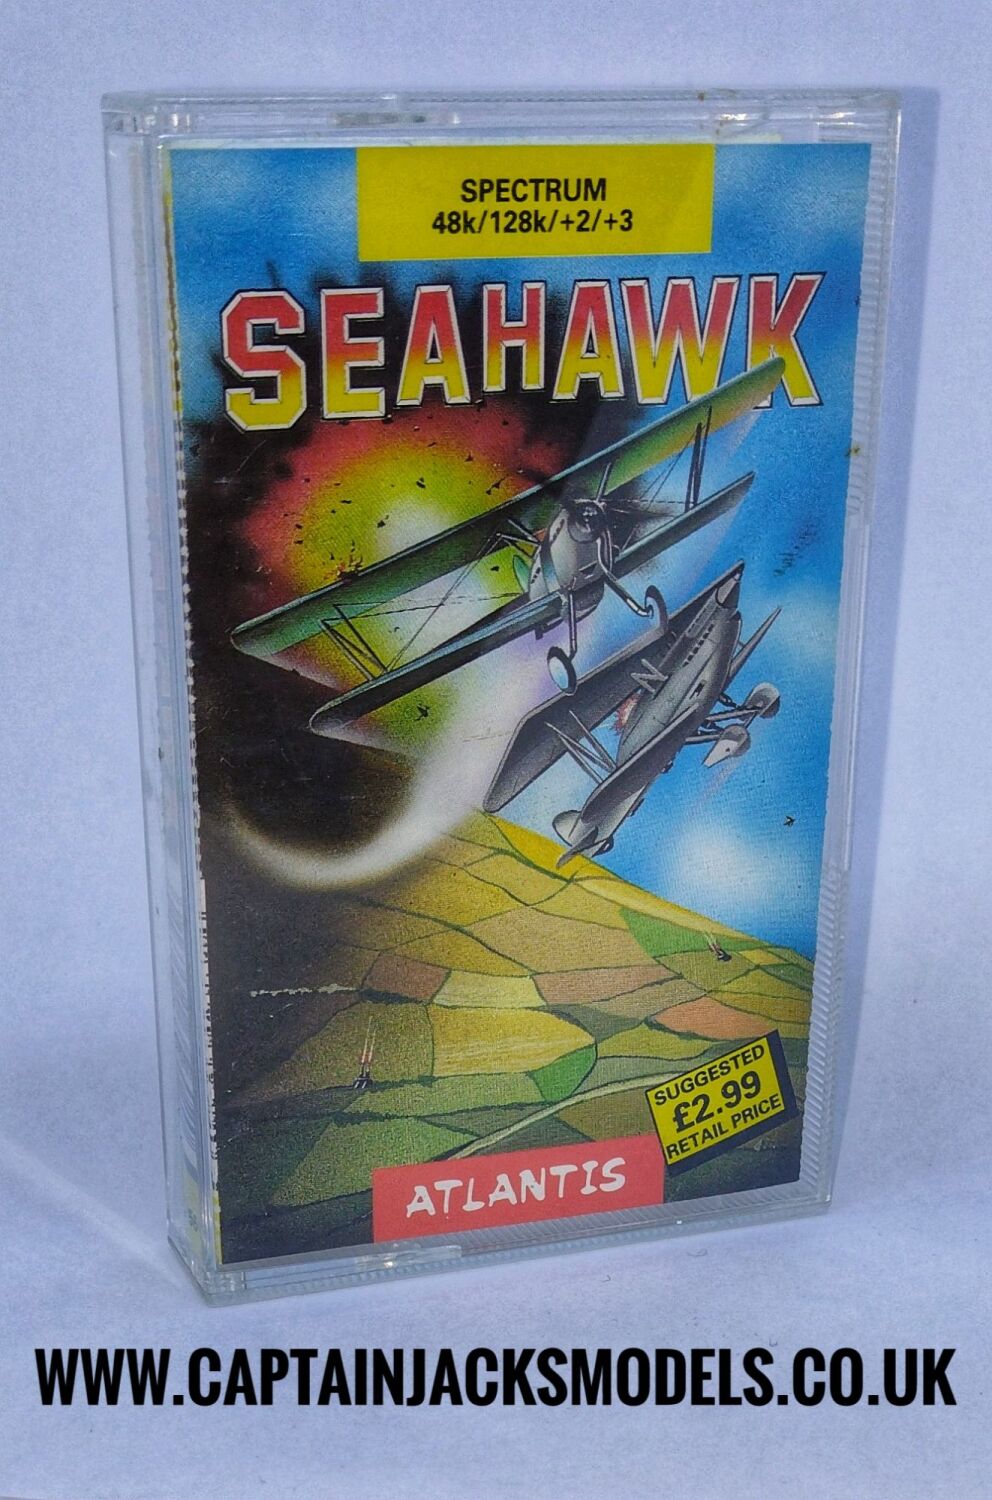 SPECTRUM
48k/128k/+2/+3
SEAHAWK
N
SUGGESTED
£2.99
RETAIL PRICE
ATLANTIS
WWW.CAPTAINJACKSMODELS.CO.UK